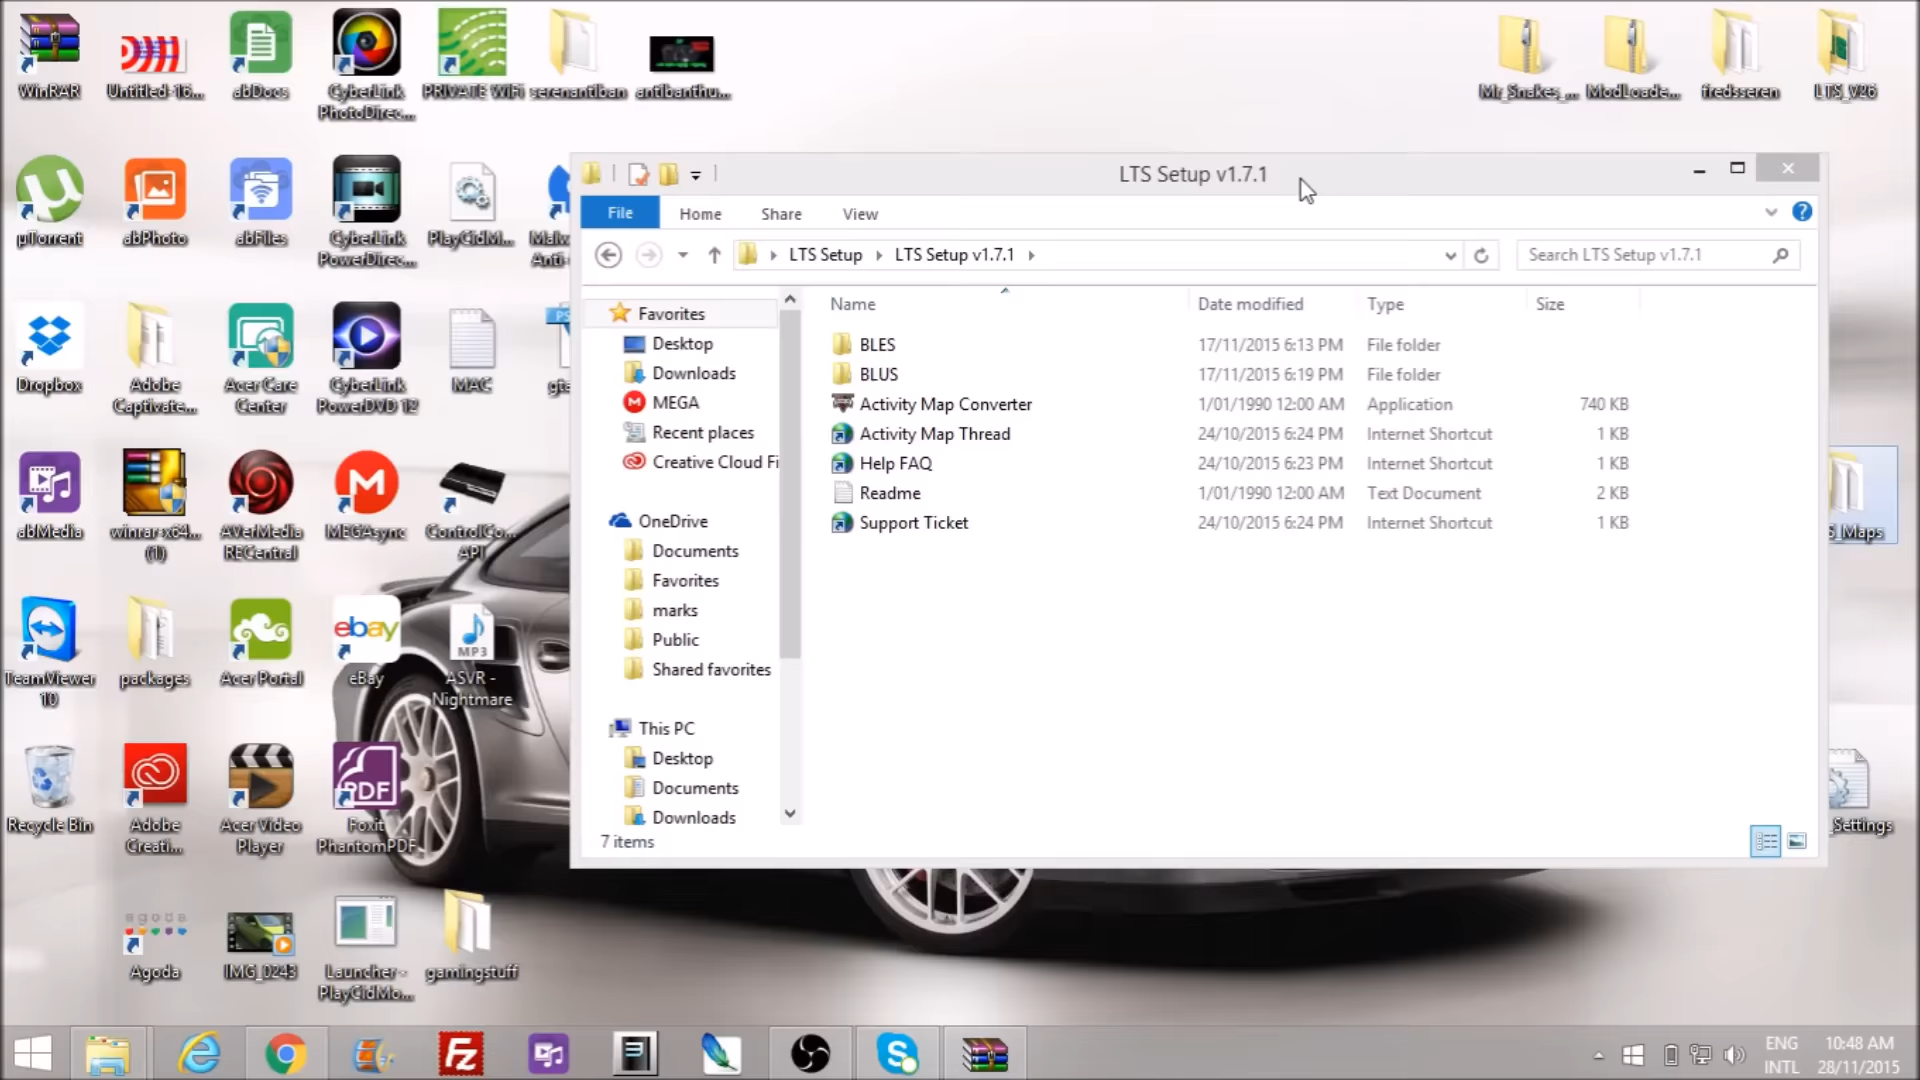 WinRAR
Untitled-16...
abDocs
CyberLink
PhotoDirec...
PRIVATE WiFi
serenantiban
antibanthu...
Mr_Snakes_...
ModLoade...
fredsseren
LTS_V26
µTorrent
abPhoto
abFiles
CyberLink
PowerDirec...
PlayGidM...
Malw...
Anti-
Dropbox
Adobe
Captivate...
Acer Care
Center
CyberLink
PowerDVD 12
MAC
abMedia
winrar-x64...
(1)
AVerMedia
RECentral
MEGAsync
ControlCo...
API
TeamViewer
10
packages
Acer Portal
ebay
eBay
MP3
ASVR -
Nightmare
Recycle Bin
Adobe
Creati...
Acer Video
Player
PDF
Foxit
PhantomPDF
agoda
Agoda
IMG_0243
Launcher -
PlayGidMo...
gamingstuff
S_Maps
_Settings
LTS Setup v1.7.1
File
Home
Share
View
LTS Setup
LTS Setup v1.7.1
Search LTS Setup v1.7.1
Favorites
Desktop
Downloads
MEGA
Recent places
Creative Cloud Fi
OneDrive
Documents
Favorites
marks
Public
Shared favorites
This PC
Desktop
Documents
Downloads
Name Date modified Type Size
BLES 17/11/2015 6:13 PM File folder
BLUS 17/11/2015 6:19 PM File folder
Activity Map Converter 1/01/1990 12:00 AM Application 740 KB
Activity Map Thread 24/10/2015 6:24 PM Internet Shortcut 1 KB
Help FAQ 24/10/2015 6:23 PM Internet Shortcut 1 KB
Readme 1/01/1990 12:00 AM Text Document 2 KB
Support Ticket 24/10/2015 6:24 PM Internet Shortcut 1 KB
7 items
ENG
INTL
10:48 AM
28/11/2015